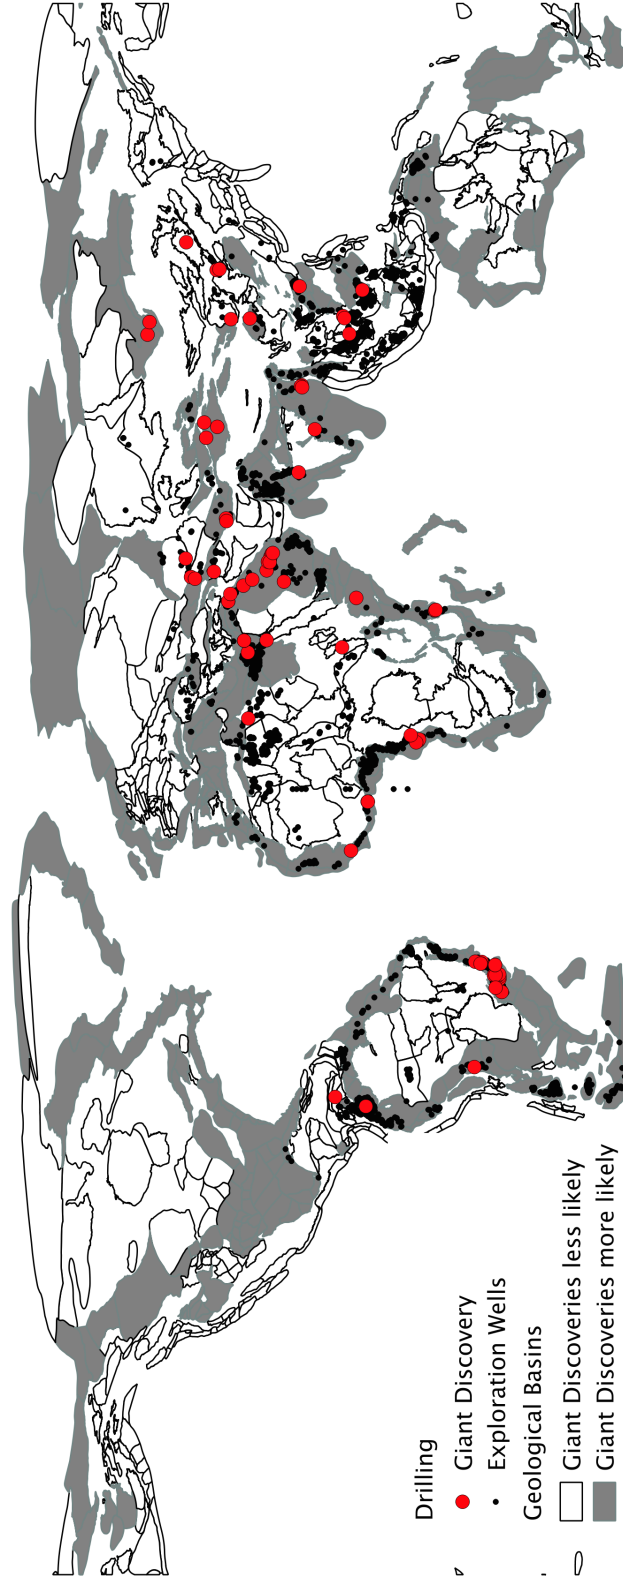 Drilling
Giant Discovery
Exploration Wells
Geological Basins
Giant Discoveries less likely
Giant Discoveries more likely